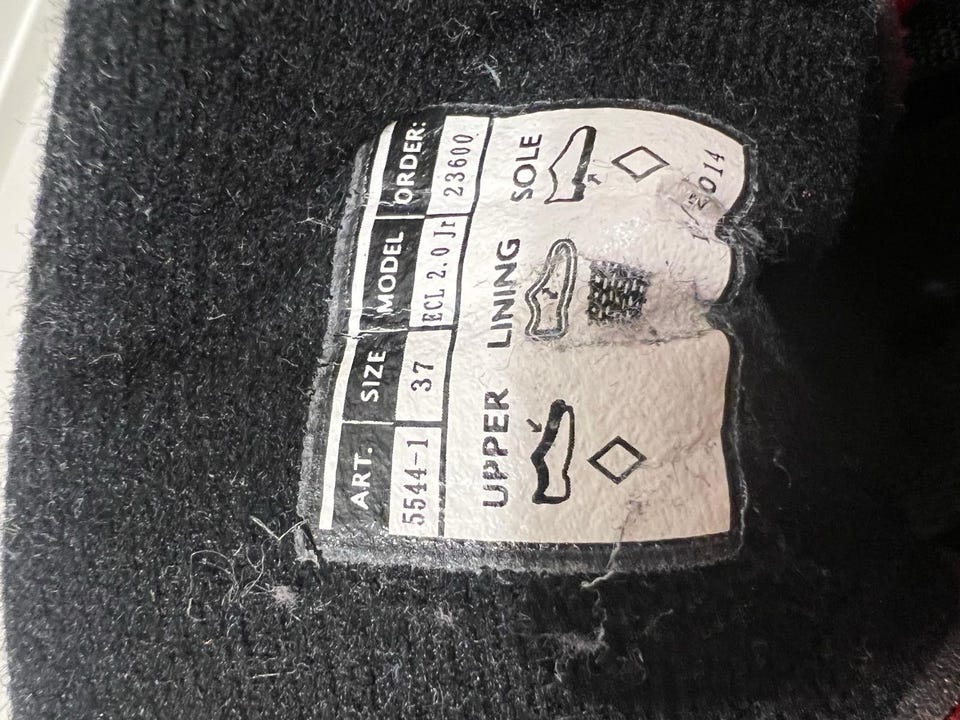 ART. SIZE MODEL ORDER:
5544-1 37 ECL 2.0 Jr 23600
UPPER LINING SOLE
2014